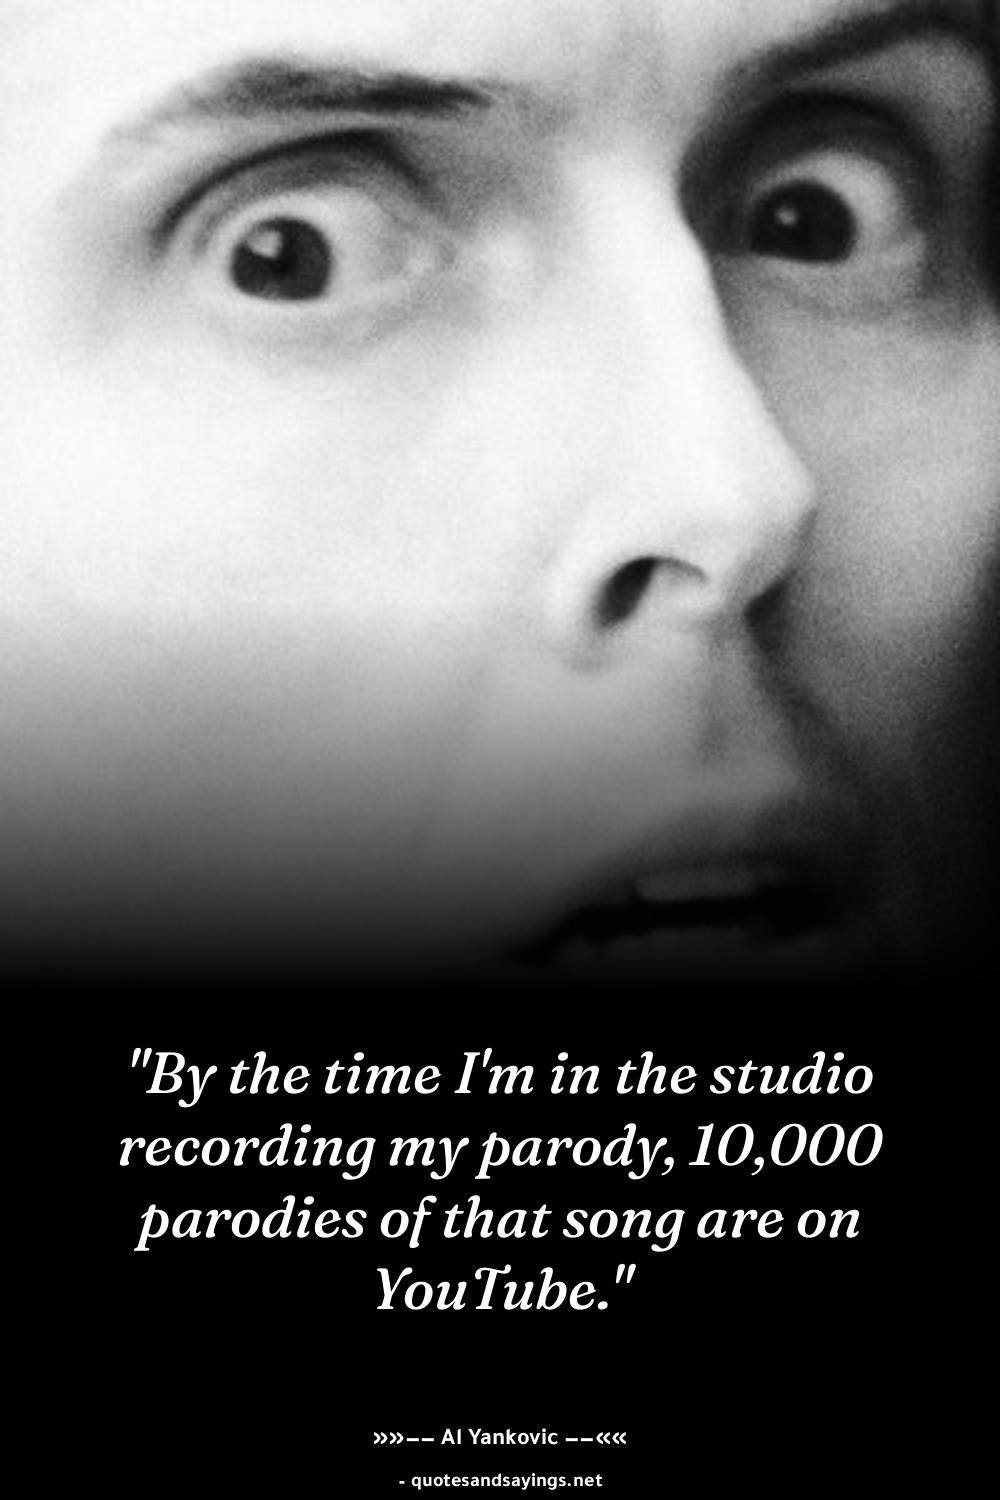 "By the time I'm in the studio
recording my parody, 10,000
parodies of that song are on
YouTube."
»»−− Al Yankovic −−««
- quotesandsayings.net